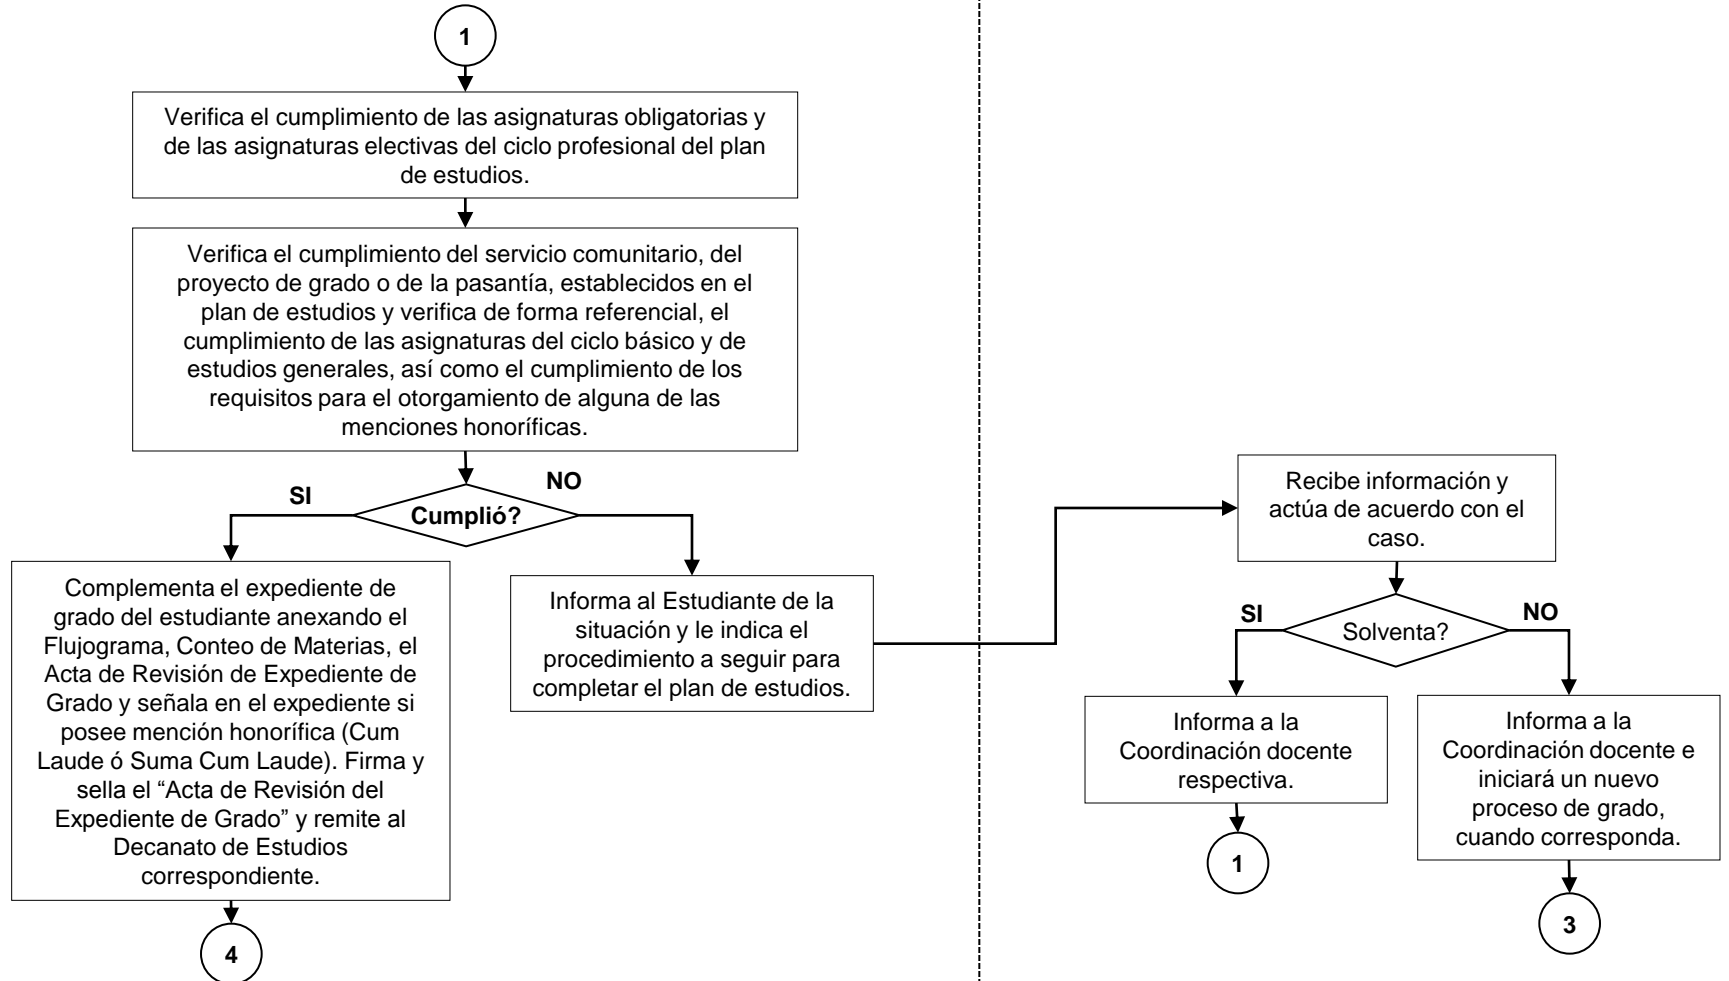 1
Verifica el cumplimiento de las asignaturas obligatorias y
de las asignaturas electivas del ciclo profesional del plan
de estudios.
Verifica el cumplimiento del servicio comunitario, del
proyecto de grado o de la pasantía, establecidos en el
plan de estudios y verifica de forma referencial, el
cumplimiento de las asignaturas del ciclo básico y de
estudios generales, así como el cumplimiento de los
requisitos para el otorgamiento de alguna de las
menciones honoríficas.
SI
NO
Cumplió?
Complementa el expediente de
grado del estudiante anexando el
Flujograma, Conteo de Materias, el
Acta de Revisión de Expediente de
Grado y señala en el expediente si
posee mención honorífica (Cum
Laude ó Suma Cum Laude). Firma y
sella el “Acta de Revisión del
Expediente de Grado” y remite al
Decanato de Estudios
correspondiente.
4
Informa al Estudiante de la
situación y le indica el
procedimiento a seguir para
completar el plan de estudios.
Recibe información y
actúa de acuerdo con el
caso.
SI
NO
Solventa?
Informa a la
Coordinación docente
respectiva.
1
Informa a la
Coordinación docente e
iniciará un nuevo
proceso de grado,
cuando corresponda.
3